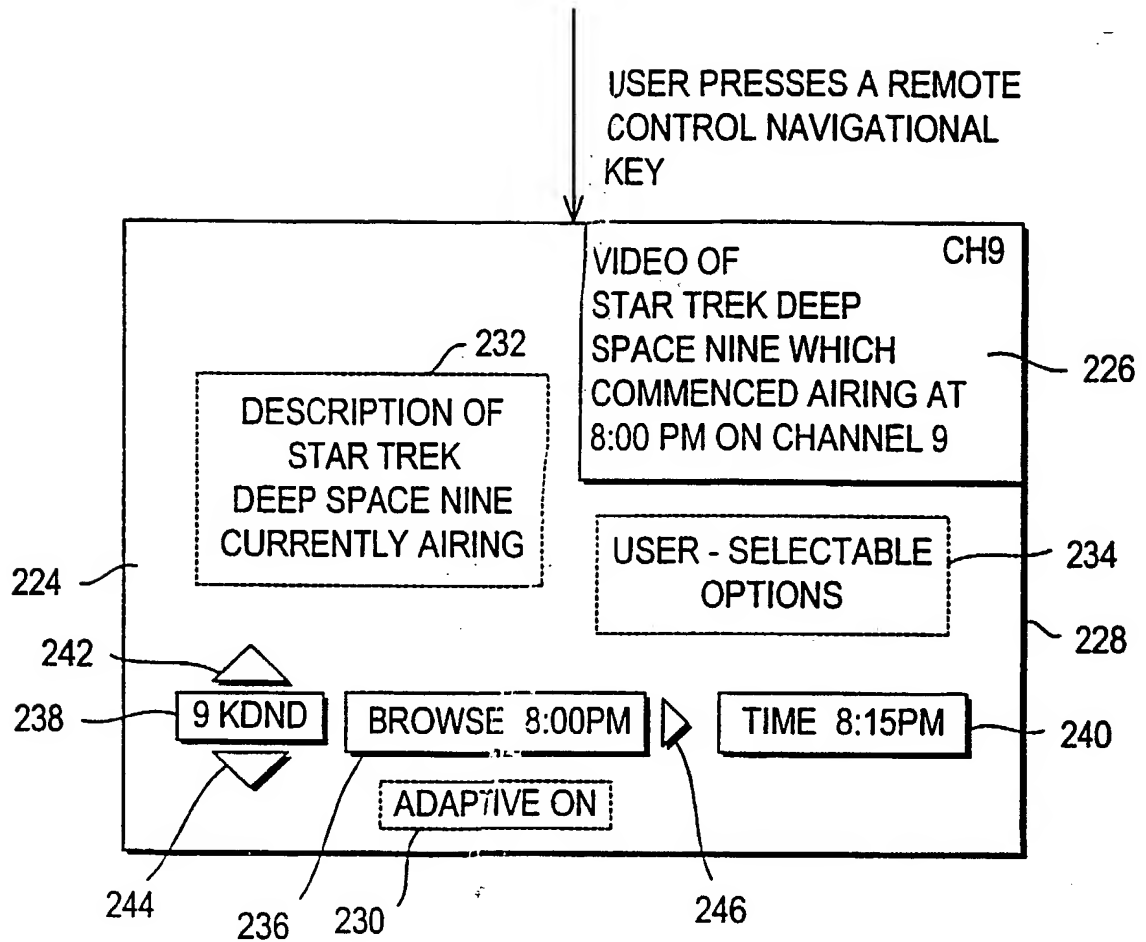 USER PRESSES A REMOTE
CONTROL NAVIGATIONAL
KEY
CH9
VIDEO OF
STAR TREK DEEP
SPACE NINE WHICH
COMMENCED AIRING AT
8:00 PM ON CHANNEL 9
226
232
DESCRIPTION OF
STAR TREK
DEEP SPACE NINE
CURRENTLY AIRING
USER - SELECTABLE
OPTIONS
234
224
228
242
238
9 KDND
BROWSE 8:00PM
TIME 8:15PM
240
ADAPTIVE ON
244
236
230
246